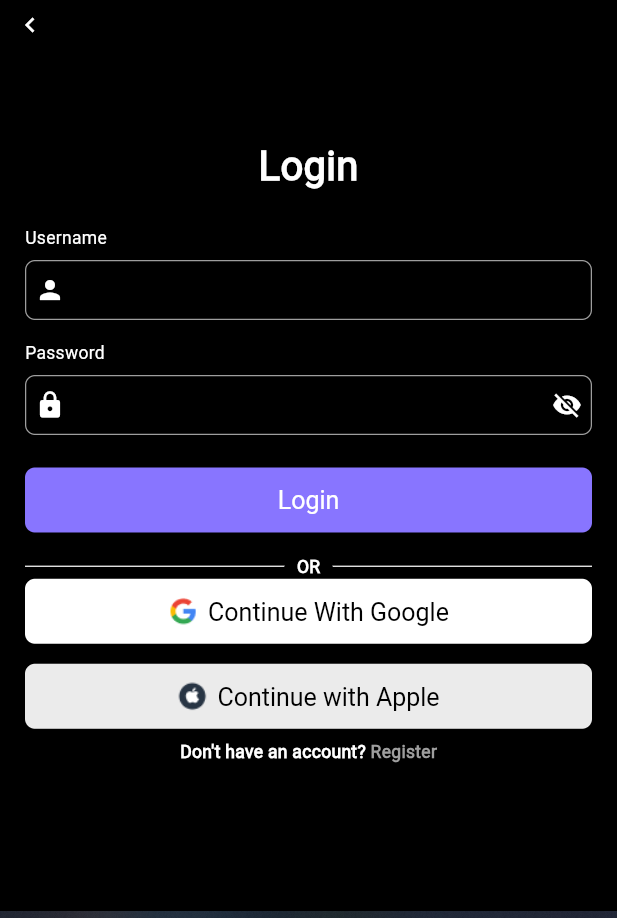 Login
Username
Password
Login
OR
Continue With Google
Continue with Apple
Don't have an account? Register